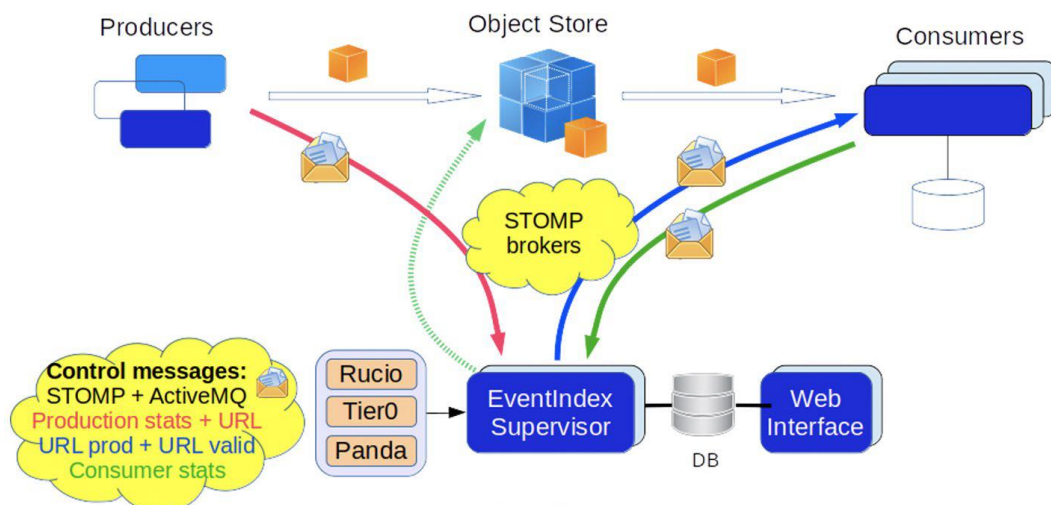 Producers
Object Store
Consumers
STOMP
brokers
Control messages:
STOMP + ActiveMQ
Production stats + URL
URL prod + URL valid
Consumer stats
Rucio
Tier0
Panda
EventIndex
Supervisor
DB
Web
Interface